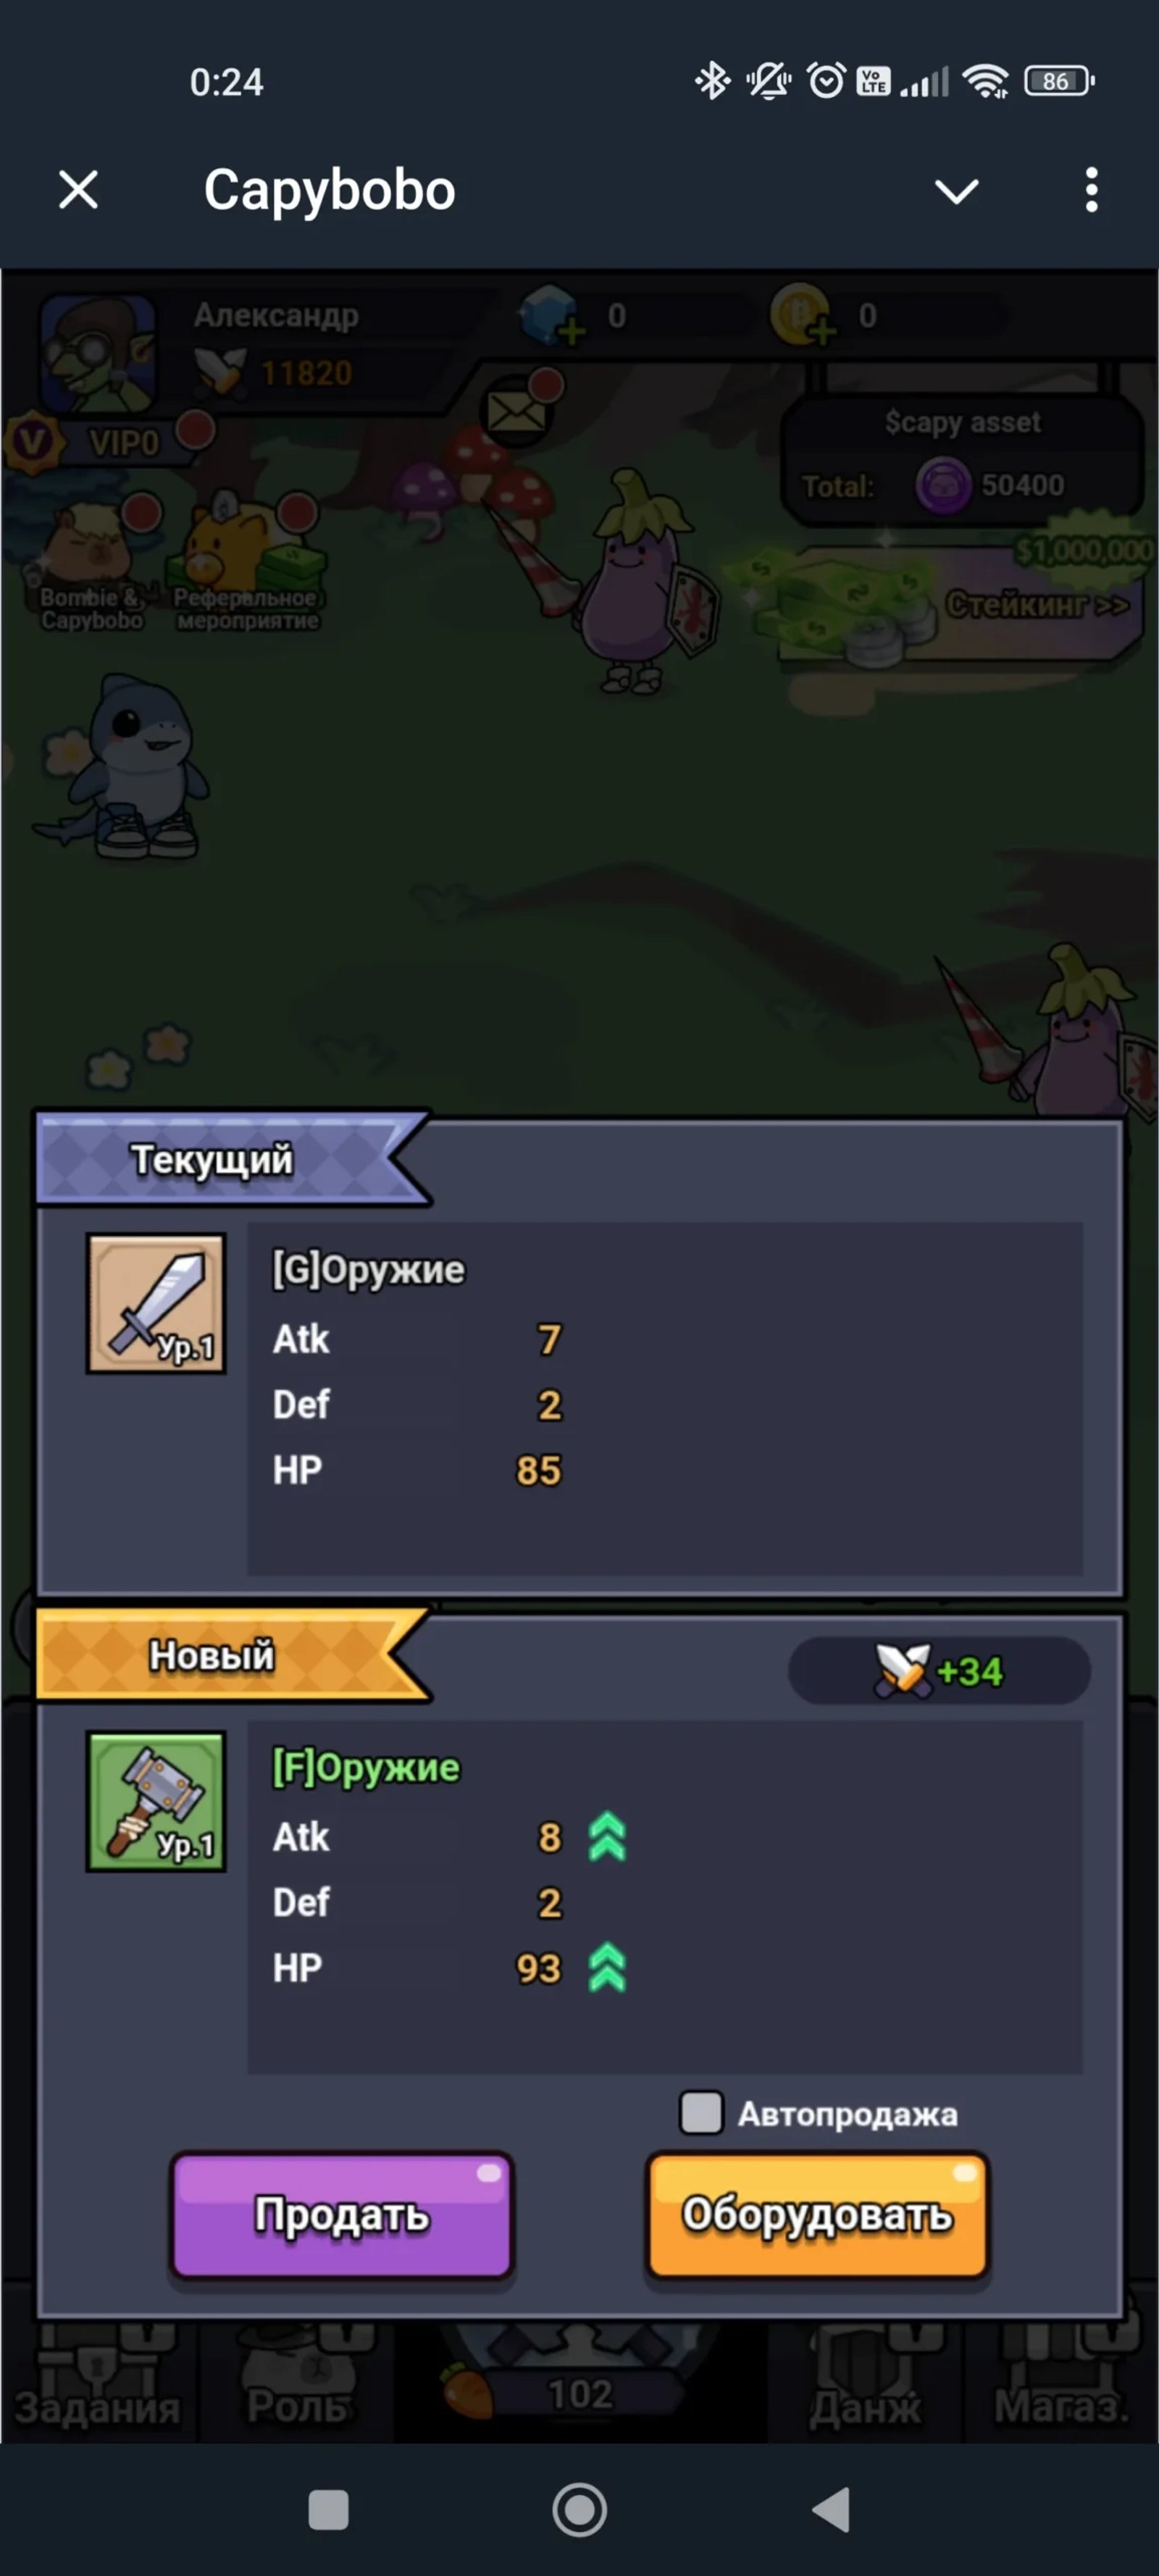 0:24
Vo LTE
86
Capybobo
Александр
0
0
11820
V VIP0
$capy asset
Total: 50400
$1,000,000
Bombie & Capybobo
Реферальное мероприятие
Стейкинг >>
Текущий
[G]Оружие
Ур.1
Atk 7
Def 2
HP 85
Новый
+34
[F]Оружие
Ур.1
Atk 8
Def 2
HP 93
Автопродажа
Продать
Оборудовать
102
Задания
Роль
Данж
Магаз.